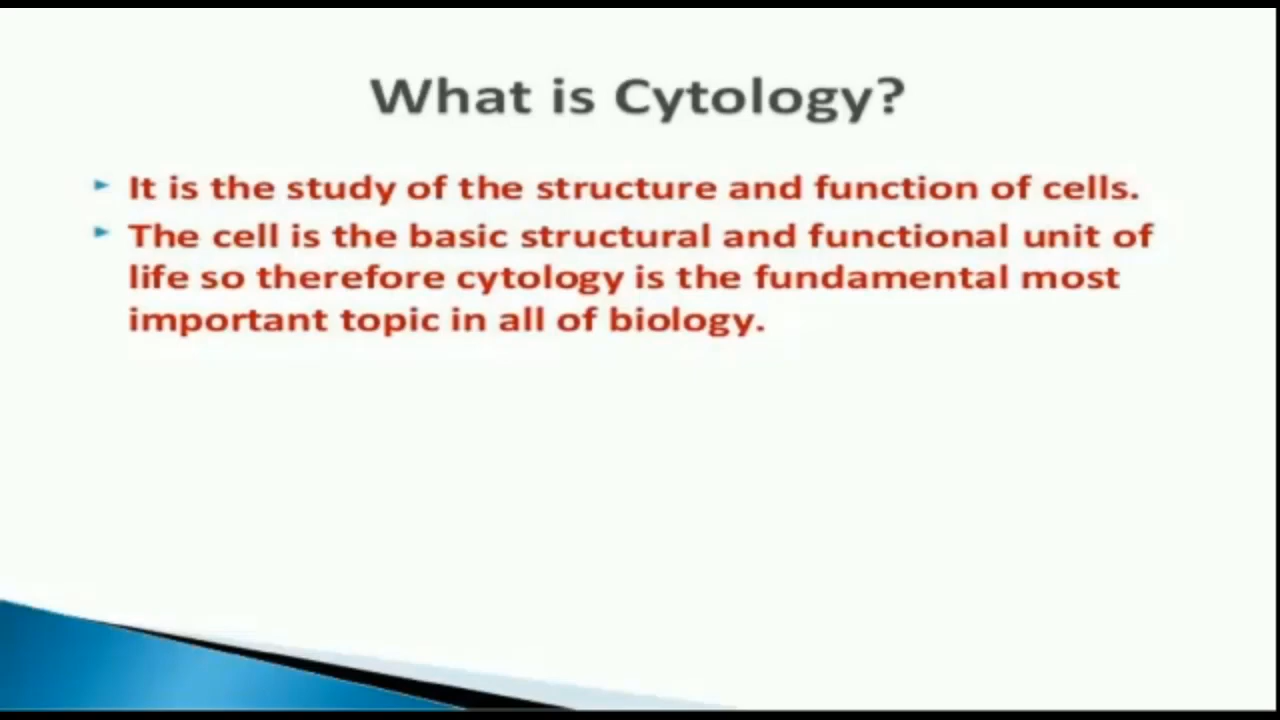 What is Cytology?
It is the study of the structure and function of cells.
The cell is the basic structural and functional unit of
life so therefore cytology is the fundamental most
important topic in all of biology.